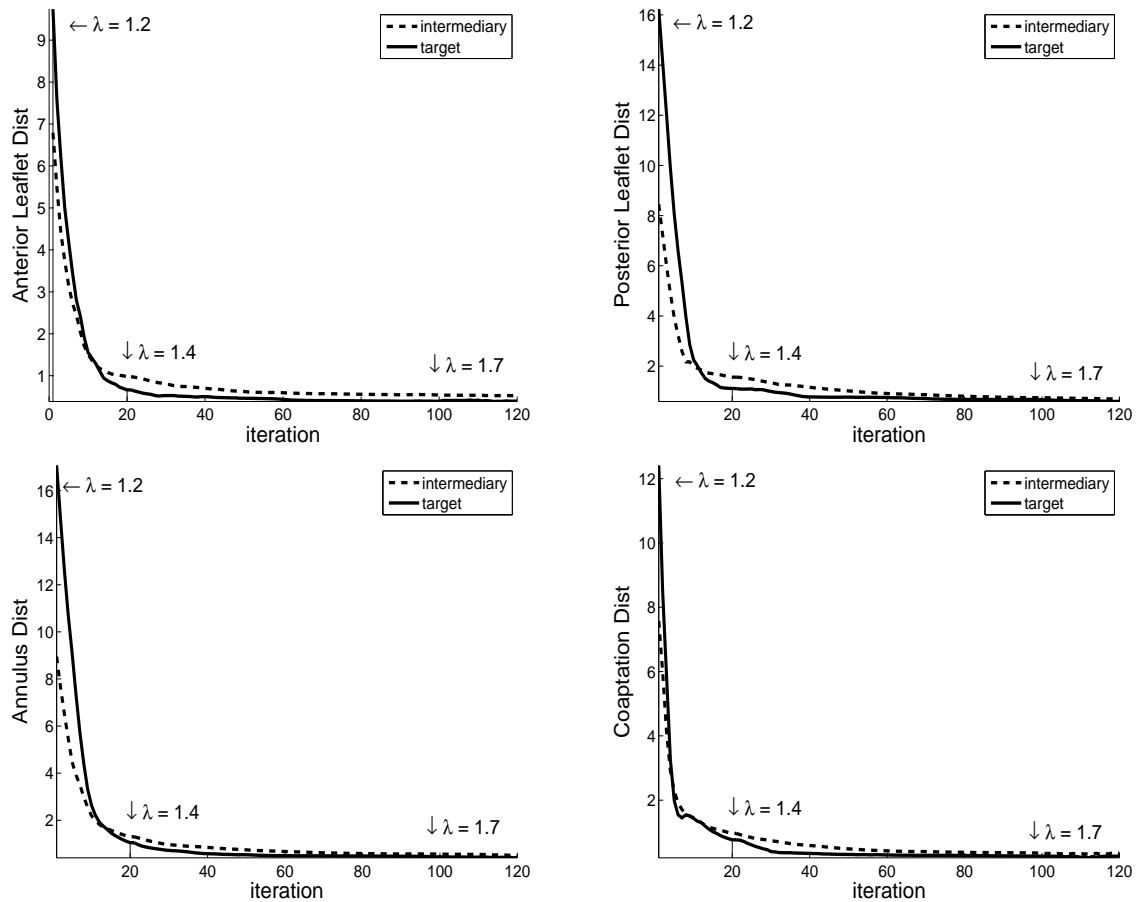 Anterior Leaflet Dist
9
8
7
6
5
4
3
2
1
← λ = 1.2
intermediary
target
↓ λ = 1.4
↓ λ = 1.7
0 20 40 60 80 100 120
iteration
Posterior Leaflet Dist
16
14
12
10
8
6
4
2
← λ = 1.2
intermediary
target
↓ λ = 1.4
↓ λ = 1.7
20 40 60 80 100 120
iteration
Annulus Dist
16
14
12
10
8
6
4
2
← λ = 1.2
intermediary
target
↓ λ = 1.4
↓ λ = 1.7
20 40 60 80 100 120
iteration
Coaptation Dist
12
10
8
6
4
2
← λ = 1.2
intermediary
target
↓ λ = 1.4
↓ λ = 1.7
20 40 60 80 100 120
iteration